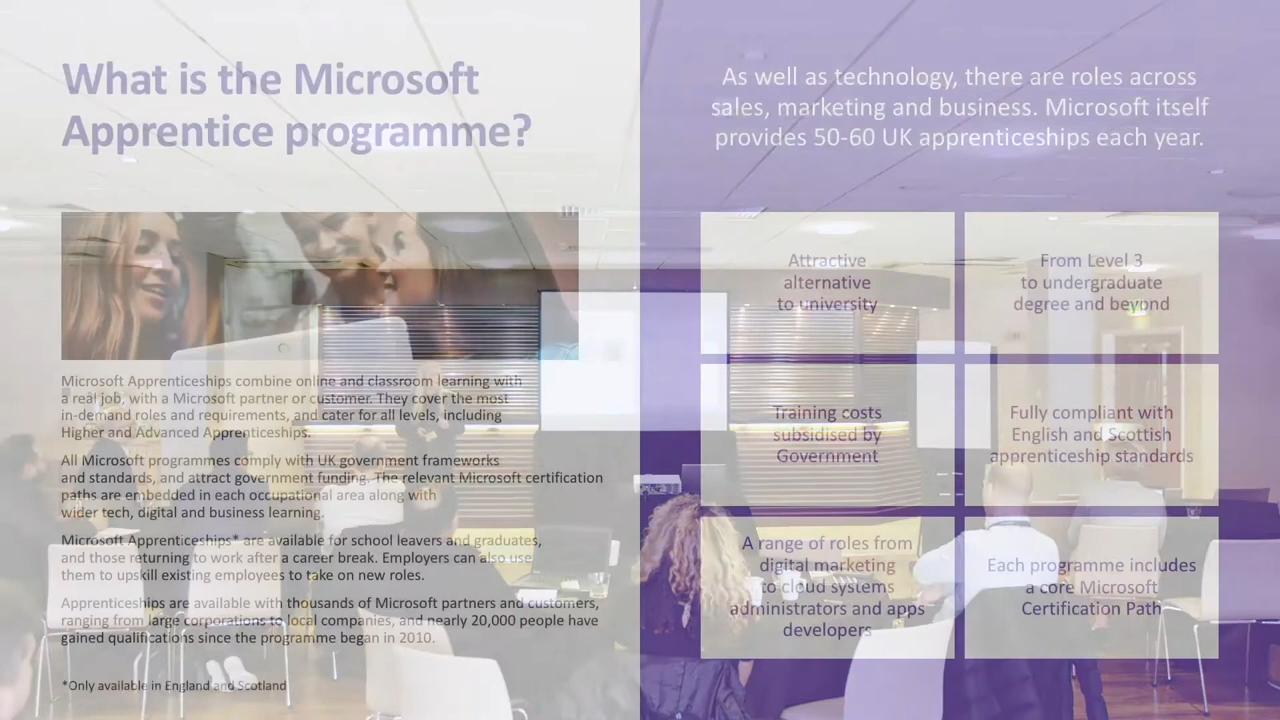 What is the Microsoft
Apprentice programme?
Microsoft Apprenticeships combine online and classroom learning with
a real job, with a Microsoft partner or customer. They cover the most
in-demand roles and requirements, and cater for all levels, including
Higher and Advanced Apprenticeships.
All Microsoft programmes comply with UK government frameworks
and standards, and attract government funding. The relevant Microsoft certification
paths are embedded in each occupational area along with
wider tech, digital and business learning.
Microsoft Apprenticeships* are available for school leavers and graduates,
and those returning to work after a career break. Employers can also use
them to upskill existing employees to take on new roles.
Apprenticeships are available with thousands of Microsoft partners and customers,
ranging from large corporations to local companies, and nearly 20,000 people have
gained qualifications since the programme began in 2010.
*Only available in England and Scotland
As well as technology, there are roles across
sales, marketing and business. Microsoft itself
provides 50-60 UK apprenticeships each year.
Attractive
alternative
to university
From Level 3
to undergraduate
degree and beyond
Training costs
subsidised by
Government
Fully compliant with
English and Scottish
apprenticeship standards
A range of roles from
digital marketing
to cloud systems
administrators and apps
developers
Each programme includes
a core Microsoft
Certification Path